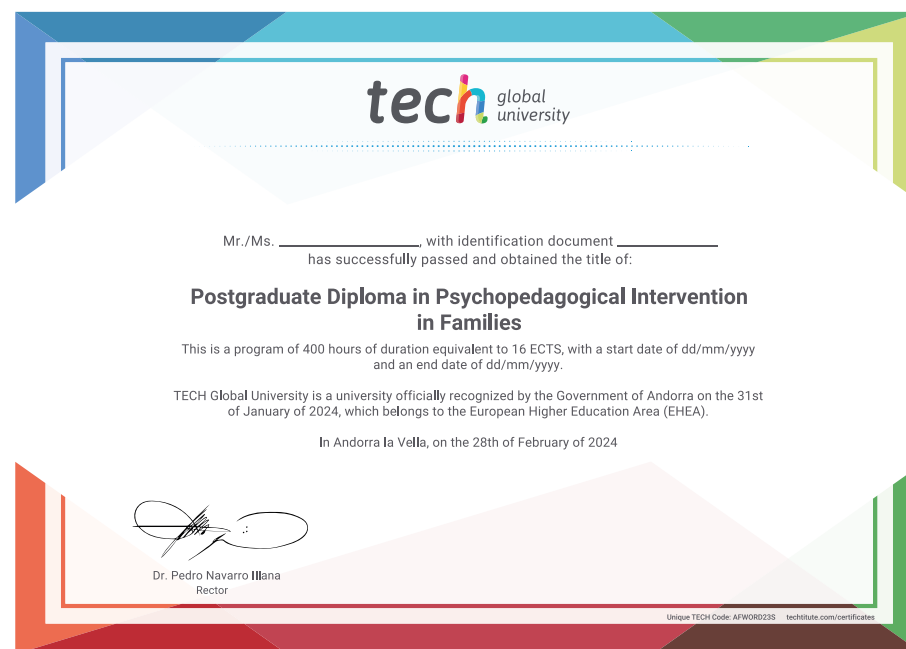 tech global university
Mr./Ms. ____________, with identification document ____________
has successfully passed and obtained the title of:
Postgraduate Diploma in Psychopedagogical Intervention
in Families
This is a program of 400 hours of duration equivalent to 16 ECTS, with a start date of dd/mm/yyyy
and an end date of dd/mm/yyyy.
TECH Global University is a university officially recognized by the Government of Andorra on the 31st
of January of 2024, which belongs to the European Higher Education Area (EHEA).
In Andorra la Vella, on the 28th of February of 2024
Dr. Pedro Navarro Illana
Rector
Unique TECH Code: AFWORD23S techtitute.com/certificates